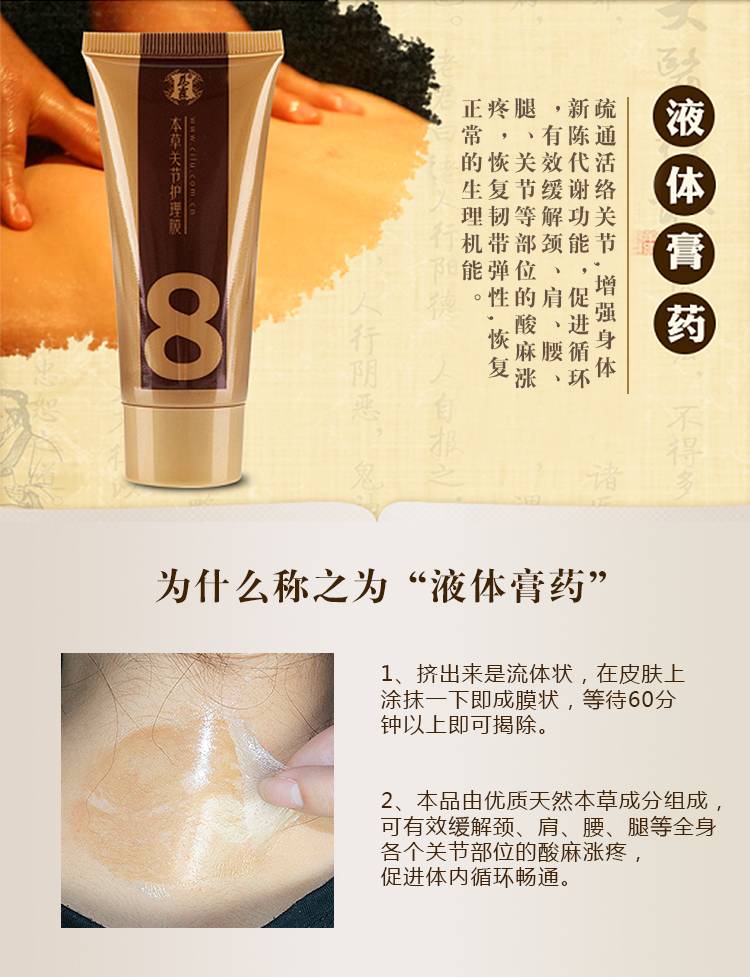 液体膏药
疏通活络关节,增强身体
新陈代谢功能,促进循环
,有效缓解颈、肩、腰、
腿、关节等部位的酸麻涨
疼,恢复韧带弹性,恢复
正常的生理机能。
www.cllu.com.cn
本草关节护理膜
8
为什么称之为“液体膏药”
1、挤出来是流体状，在皮肤上
涂抹一下即成膜状，等待60分
钟以上即可揭除。
2、本品由优质天然本草成分组成，
可有效缓解颈、肩、腰、腿等全身
各个关节部位的酸麻涨疼，
促进体内循环畅通。